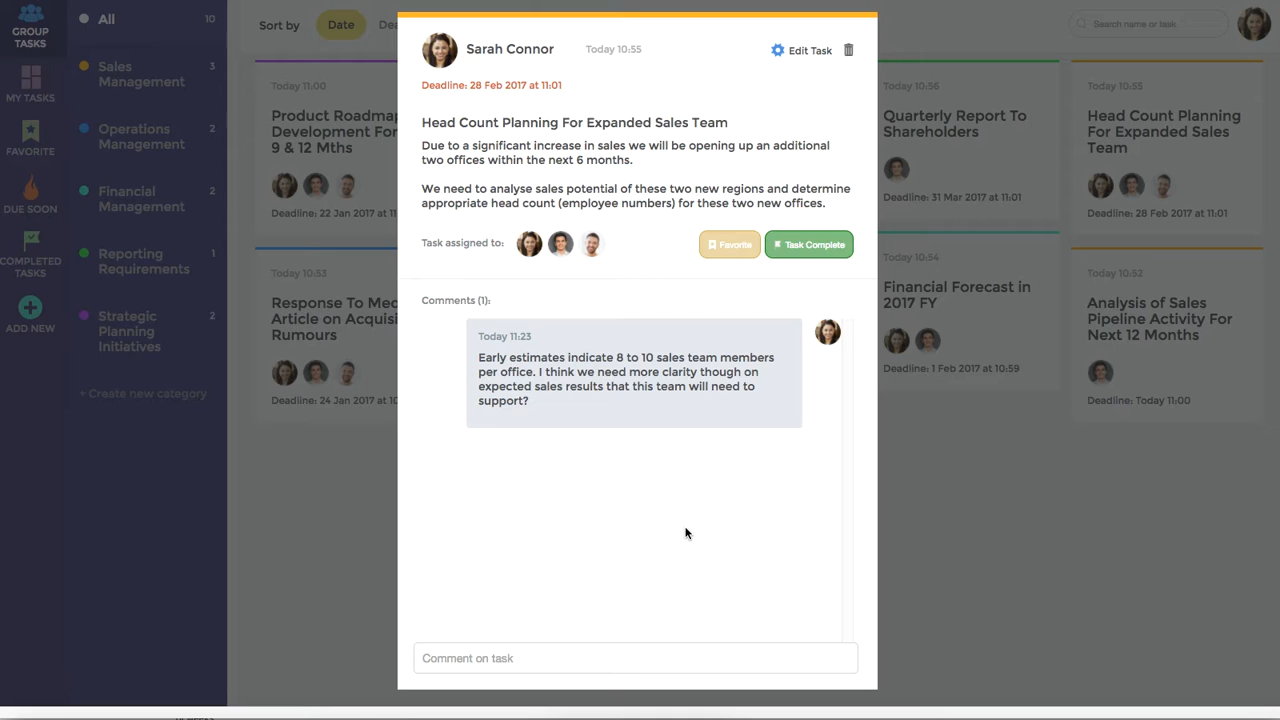 GROUP
TASKS
MY TASKS
FAVORITE
DUE SOON
COMPLETED
TASKS
ADD NEW
All 10
Sales
Management 3
Operations
Management 2
Financial
Management 2
Reporting
Requirements 1
Strategic
Planning
Initiatives 2
+ Create new category
Sort by Date
Search name or task
Today 11:00
Product Roadmap
Development For
9 & 12 Mths
Deadline: 22 Jan 2017 at 11
Today 10:53
Response To Med
Article on Acquisi
Rumours
Deadline: 24 Jan 2017 at 10
Sarah Connor Today 10:55
Edit Task
Deadline: 28 Feb 2017 at 11:01
Head Count Planning For Expanded Sales Team
Due to a significant increase in sales we will be opening up an additional
two offices within the next 6 months.
We need to analyse sales potential of these two new regions and determine
appropriate head count (employee numbers) for these two new offices.
Task assigned to:
Favorite
Task Complete
Comments (1):
Today 11:23
Early estimates indicate 8 to 10 sales team members
per office. I think we need more clarity though on
expected sales results that this team will need to
support?
Comment on task
Today 10:56
Quarterly Report To
Shareholders
Deadline: 31 Mar 2017 at 11:01
Today 10:54
Financial Forecast in
2017 FY
Deadline: 1 Feb 2017 at 10:59
Today 10:55
Head Count Planning
For Expanded Sales
Team
Deadline: 28 Feb 2017 at 11:01
Today 10:52
Analysis of Sales
Pipeline Activity For
Next 12 Months
Deadline: Today 11:00